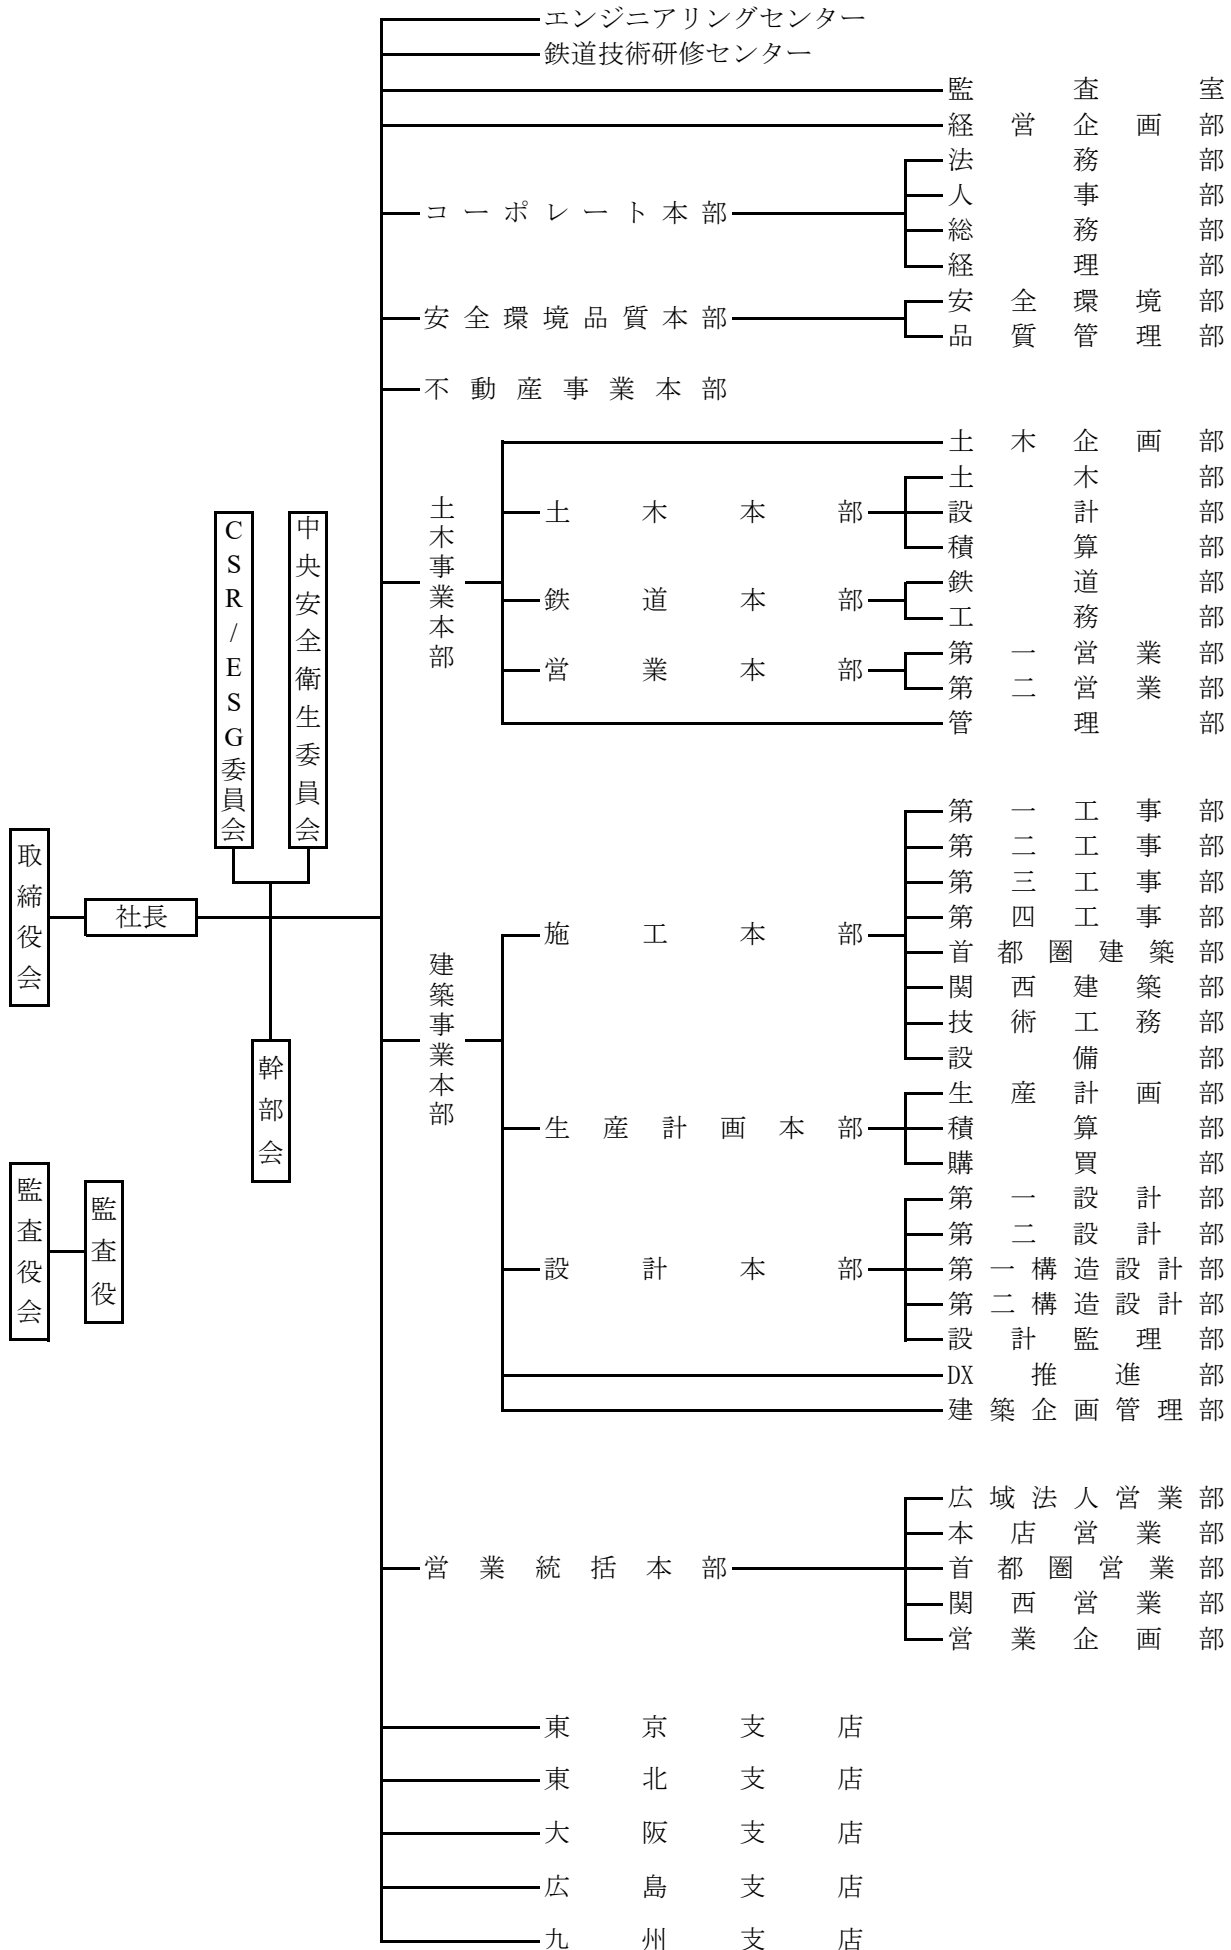 エンジニアリングセンター
鉄道技術研修センター
監査室
経営企画部
コーポレート本部
法務部
人事部
総務部
経理部
安全環境品質本部
安全環境部
品質管理部
不動産事業本部
土木事業本部
土木企画部
土木本部
土木部
設計部
積算部
鉄道本部
鉄道部
工務部
営業本部
第一営業部
第二営業部
管理部
CSR/ESG委員会
中央安全衛生委員会
取締役会
社長
幹部会
監査役会
監査役
建築事業本部
施工本部
第一工事部
第二工事部
第三工事部
第四工事部
首都圏建築部
関西建築部
技術工務部
設備部
生産計画本部
生産計画部
積算部
購買部
設計本部
第一設計部
第二設計部
第一構造設計部
第二構造設計部
設計監理部
DX推進部
建築企画管理部
営業統括本部
広域法人営業部
本店営業部
首都圏営業部
関西営業部
営業企画部
東京支店
東北支店
大阪支店
広島支店
九州支店